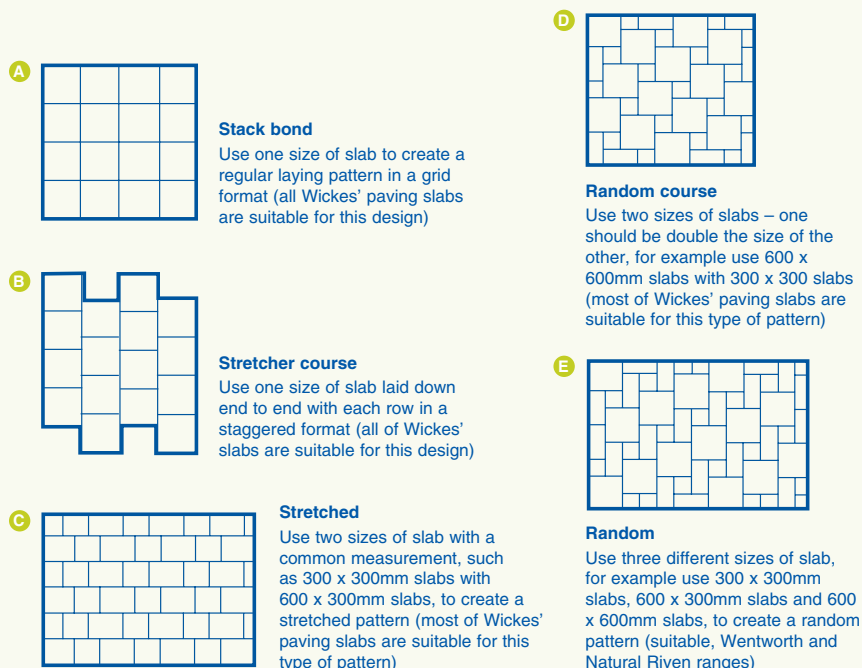 A
Stack bond
Use one size of slab to create a
regular laying pattern in a grid
format (all Wickes' paving slabs
are suitable for this design)
B
Stretcher course
Use one size of slab laid down
end to end with each row in a
staggered format (all of Wickes'
slabs are suitable for this design)
C
Stretched
Use two sizes of slab with a
common measurement, such
as 300 x 300mm slabs with
600 x 300mm slabs, to create a
stretched pattern (most of Wickes'
paving slabs are suitable for this
type of pattern)
D
Random course
Use two sizes of slabs – one
should be double the size of the
other, for example use 600 x
600mm slabs with 300 x 300 slabs
(most of Wickes' paving slabs are
suitable for this type of pattern)
E
Random
Use three different sizes of slab,
for example use 300 x 300mm
slabs, 600 x 300mm slabs and 600
x 600mm slabs, to create a random
pattern (suitable, Wentworth and
Natural Riven ranges)